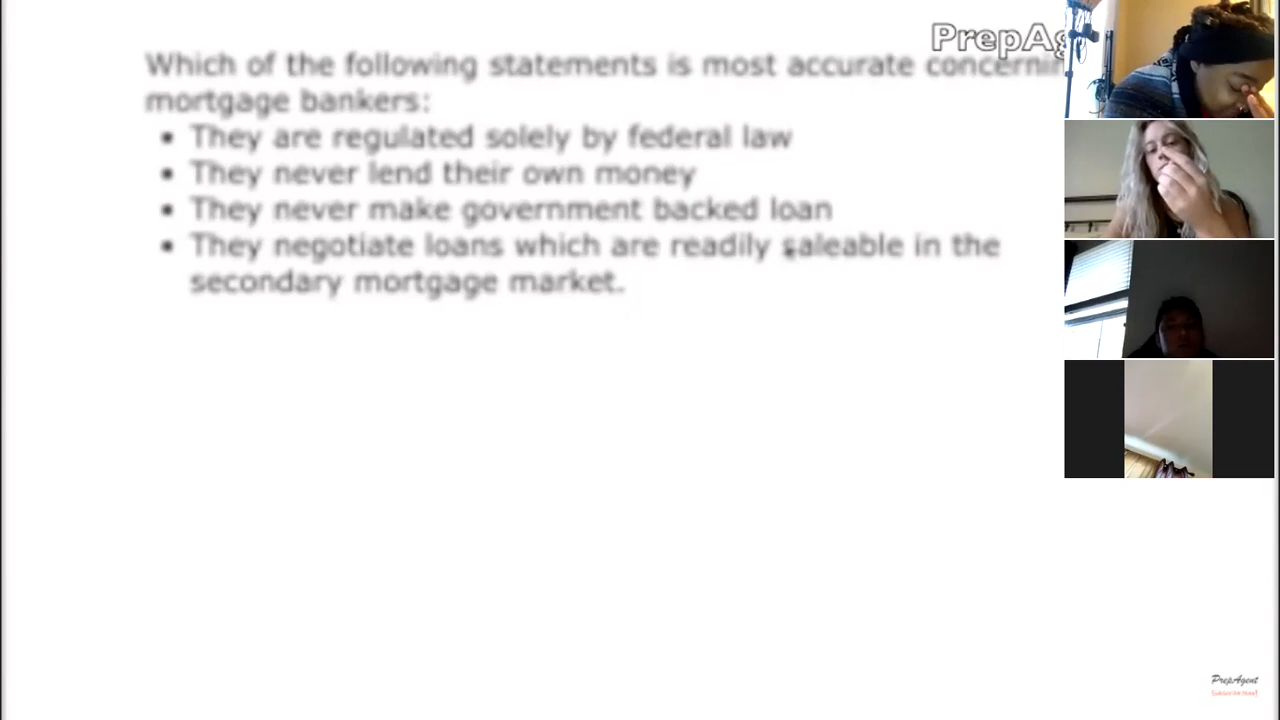 PrepAg
Which of the following statements is most accurate concernin
mortgage bankers:
• They are regulated solely by federal law
• They never lend their own money
• They never make government backed loan
• They negotiate loans which are readily saleable in the
secondary mortgage market.
PrepAgent